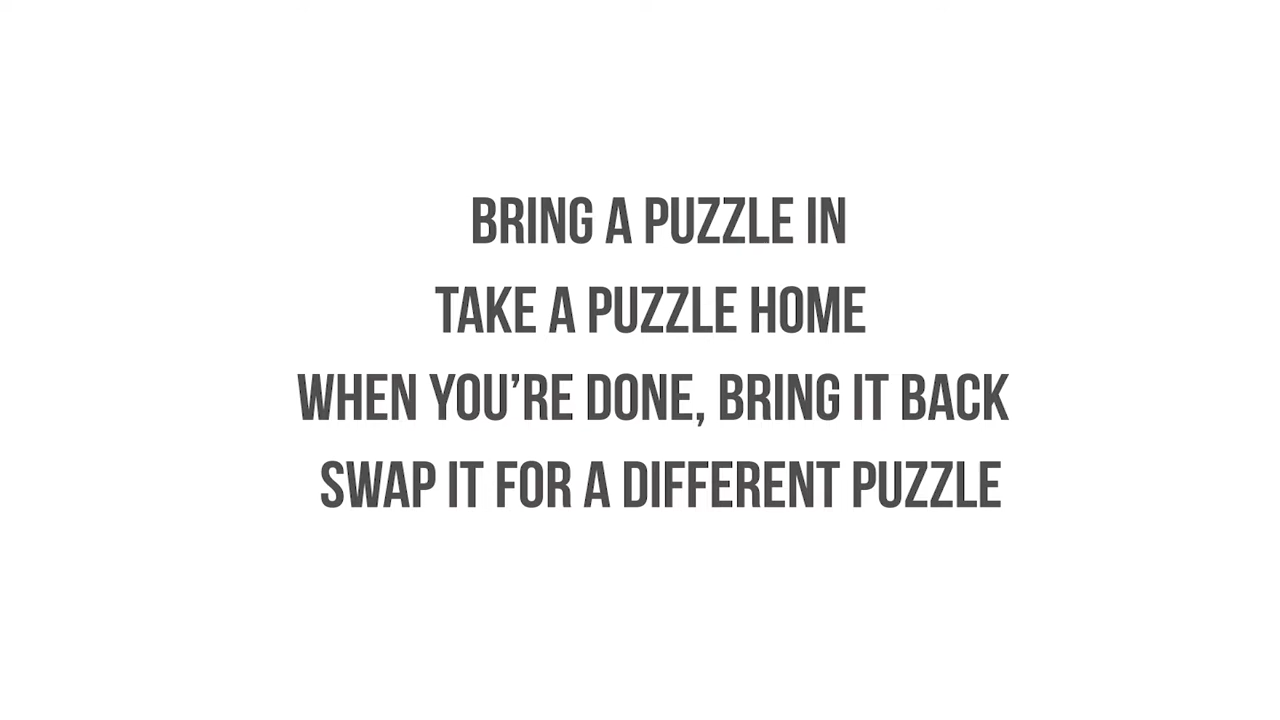 BRING A PUZZLE IN
TAKE A PUZZLE HOME
WHEN YOU’RE DONE, BRING IT BACK
SWAP IT FOR A DIFFERENT PUZZLE